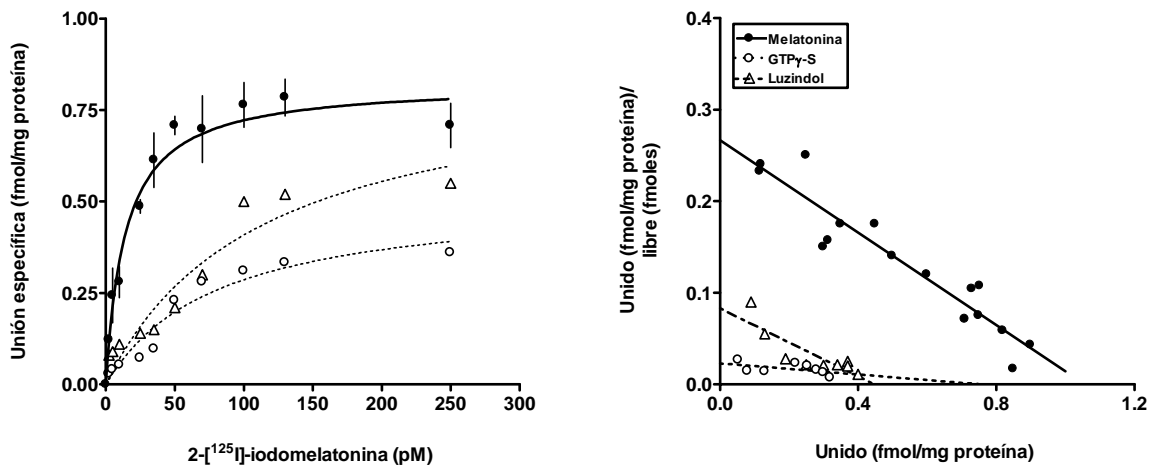 Unión específica (fmol/mg proteína)
1.00
0.75
0.50
0.25
0.00
0
50
100
150
200
250
300
2-[¹²⁵I]-iodomelatonina (pM)
Unido (fmol/mg proteína)/
libre (fmoles)
0.4
0.3
0.2
0.1
0.0
Melatonina
GTPγ-S
Luzindol
0.0
0.4
0.8
1.2
Unido (fmol/mg proteína)